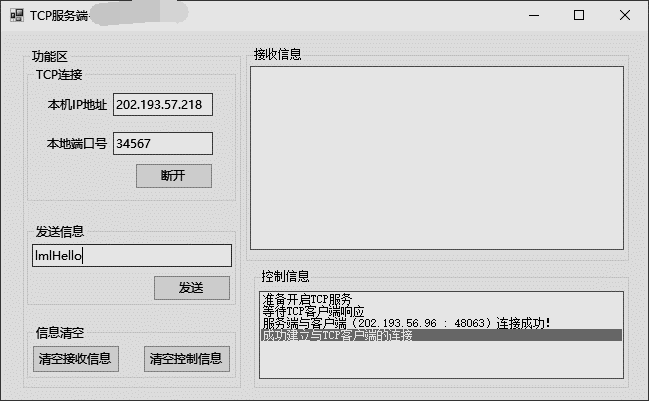 TCP服务端
功能区
TCP连接
本机IP地址 202.193.57.218
本地端口号 34567
断开
发送信息
lmlHello
发送
信息清空
清空接收信息 清空控制信息
接收信息
控制信息
准备开启TCP服务
等待TCP客户端响应
服务端与客户端（202.193.56.96 : 48063）连接成功!
成功建立与TCP客户端的连接